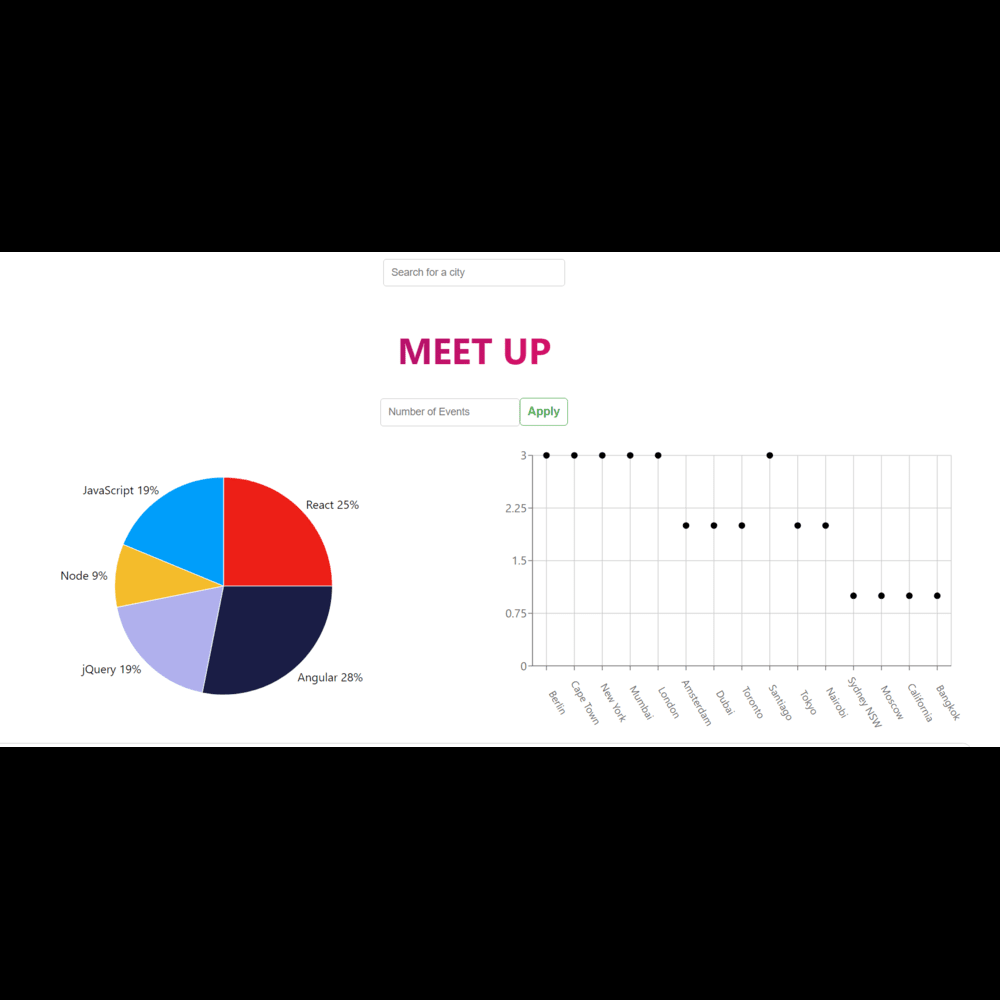 Search for a city
MEET UP
Number of Events
Apply
JavaScript 19%
React 25%
Node 9%
jQuery 19%
Angular 28%
3
2.25
1.5
0.75
0
Berlin
Cape Town
New York
Mumbai
London
Amsterdam
Dubai
Toronto
Santiago
Tokyo
Nairobi
Sydney NSW
Moscow
California
Bangkok